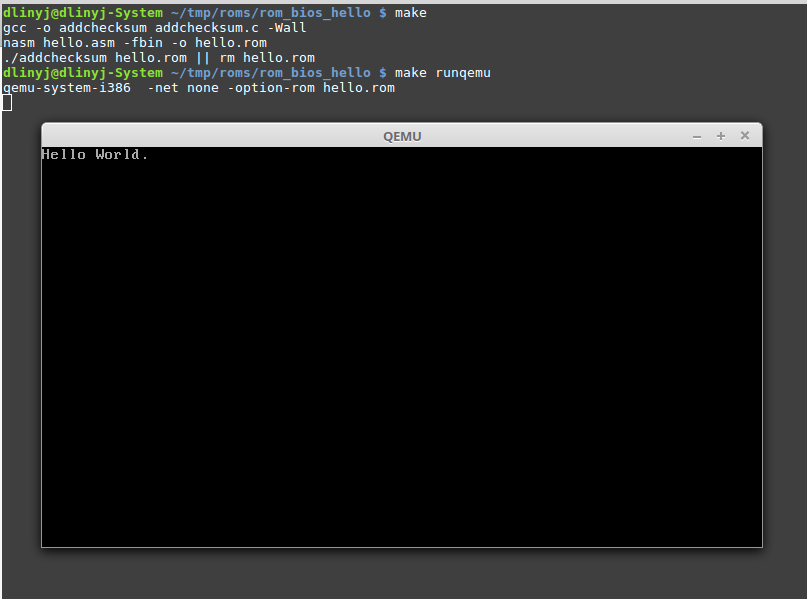 dlinyj@dlinyj-System ~/tmp/roms/rom_bios_hello $ make
gcc -o addchecksum addchecksum.c -Wall
nasm hello.asm -fbin -o hello.rom
./addchecksum hello.rom || rm hello.rom
dlinyj@dlinyj-System ~/tmp/roms/rom_bios_hello $ make runqemu
qemu-system-i386  -net none -option-rom hello.rom
QEMU
Hello World.